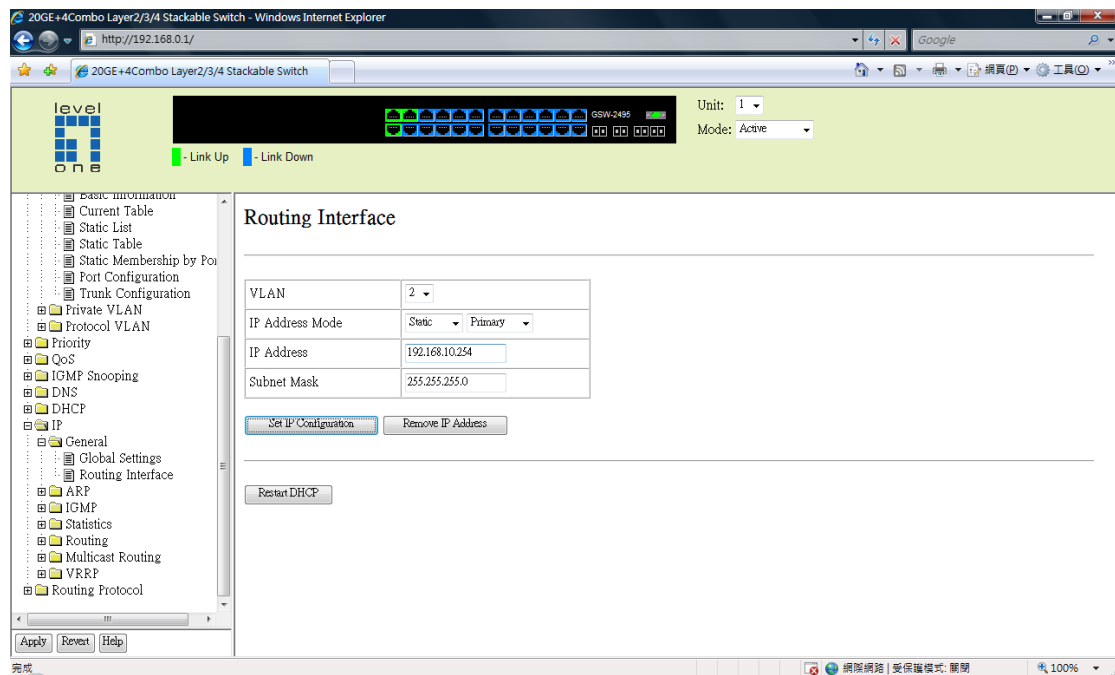 20GE+4Combo Layer2/3/4 Stackable Switch - Windows Internet Explorer
http://192.168.0.1/
Google
20GE+4Combo Layer2/3/4 Stackable Switch
網頁(P)
工具(O)
level
one
GSW-2495
Unit: 1
Mode: Active
- Link Up
- Link Down
Basic Information
Current Table
Static List
Static Table
Static Membership by Por
Port Configuration
Trunk Configuration
Private VLAN
Protocol VLAN
Priority
QoS
IGMP Snooping
DNS
DHCP
IP
General
Global Settings
Routing Interface
ARP
IGMP
Statistics
Routing
Multicast Routing
VRRP
Routing Protocol
Apply Revert Help
Routing Interface
VLAN 2
IP Address Mode Static Primary
IP Address 192.168.10.254
Subnet Mask 255.255.255.0
Set IP Configuration Remove IP Address
Restart DHCP
完成
網際網路 | 受保護模式: 關閉
100%